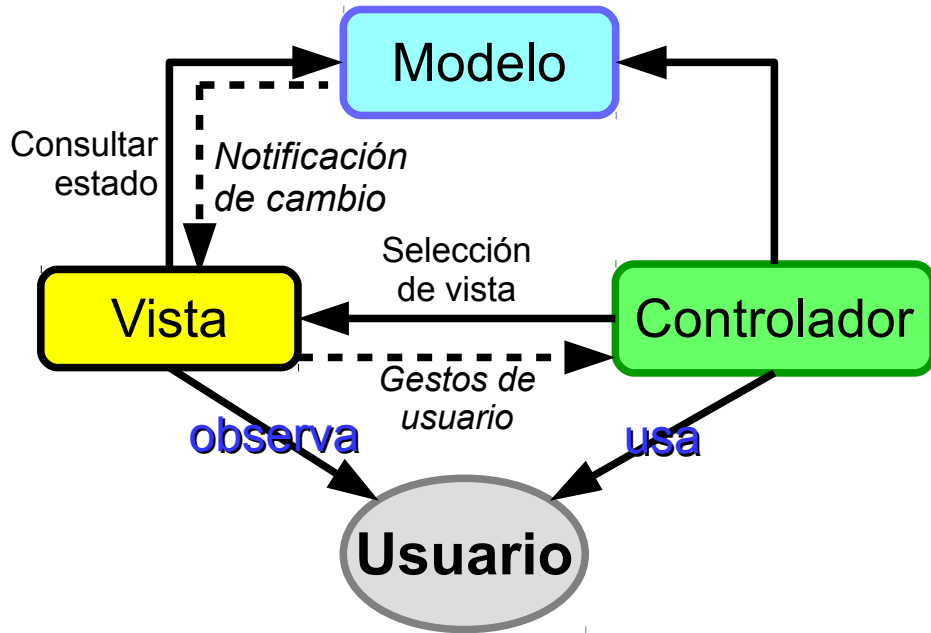 Modelo
Consultar
estado
Notificación
de cambio
Selección
de vista
Vista
Controlador
Gestos de
usuario
observa
usa
Usuario